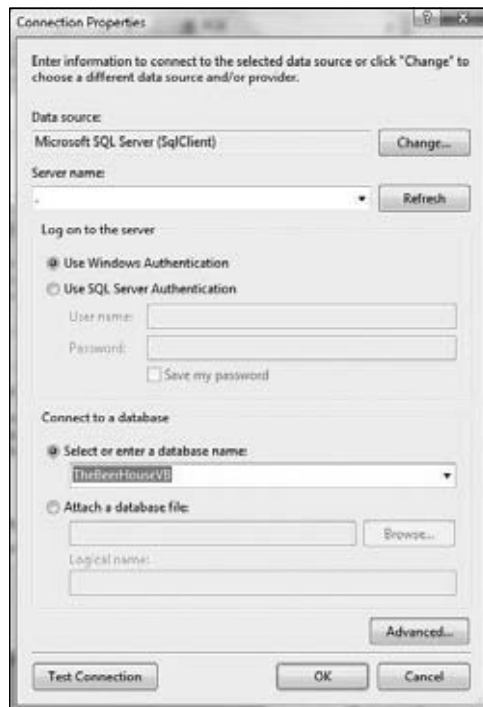 Connection Properties
Enter information to connect to the selected data source or click "Change" to
choose a different data source and/or provider.
Data source:
Microsoft SQL Server (SqlClient)
Change...
Server name:
.
Refresh
Log on to the server
Use Windows Authentication
Use SQL Server Authentication
User name:
Password:
Save my password
Connect to a database
Select or enter a database name:
TheBeerHouseVB
Attach a database file:
Browse...
Logical name:
Advanced...
Test Connection
OK
Cancel